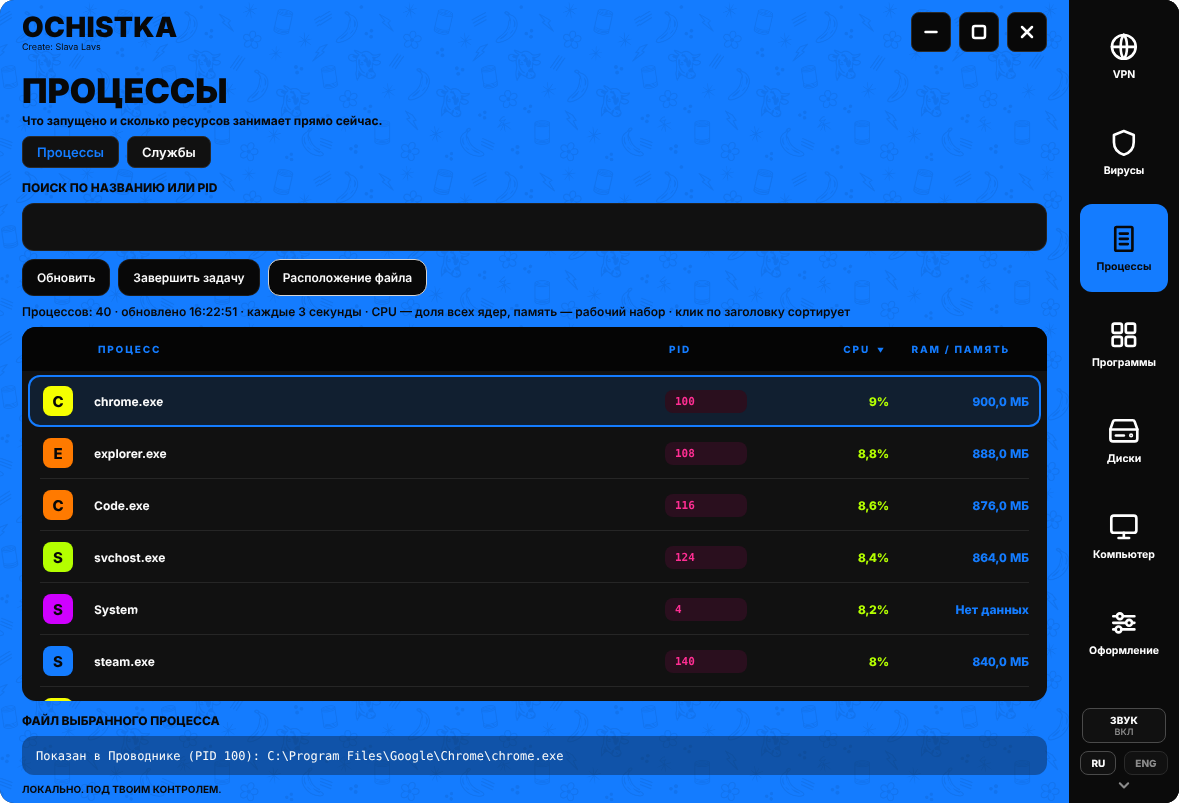 OCHISTKA
Create: Slava Lavs
ПРОЦЕССЫ
Что запущено и сколько ресурсов занимает прямо сейчас.
Процессы
Службы
ПОИСК ПО НАЗВАНИЮ ИЛИ PID
Обновить
Завершить задачу
Расположение файла
Процессов: 40 · обновлено 16:22:51 · каждые 3 секунды · CPU — доля всех ядер, память — рабочий набор · клик по заголовку сортирует
ПРОЦЕСС PID CPU ▼ RAM / ПАМЯТЬ
C chrome.exe 100 9% 900,0 МБ
E explorer.exe 108 8,8% 888,0 МБ
C Code.exe 116 8,6% 876,0 МБ
S svchost.exe 124 8,4% 864,0 МБ
S System 4 8,2% Нет данных
S steam.exe 140 8% 840,0 МБ
ФАЙЛ ВЫБРАННОГО ПРОЦЕССА
Показан в Проводнике (PID 100): C:\Program Files\Google\Chrome\chrome.exe
ЛОКАЛЬНО. ПОД ТВОИМ КОНТРОЛЕМ.
VPN
Вирусы
Процессы
Программы
Диски
Компьютер
Оформление
ЗВУК
ВКЛ
RU
ENG